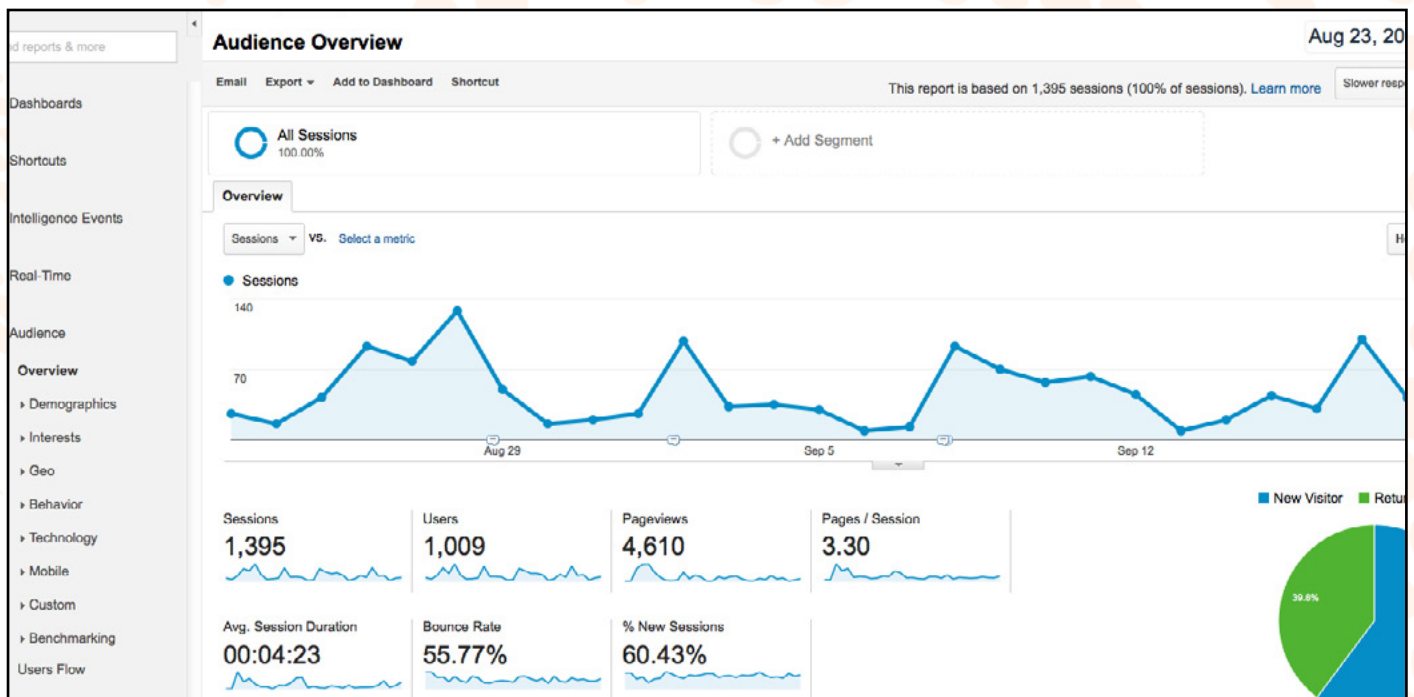 d reports & more
Audience Overview
Aug 23, 20
Email Export Add to Dashboard Shortcut
This report is based on 1,395 sessions (100% of sessions). Learn more
Slower resp
Dashboards
Shortcuts
Intelligence Events
Real-Time
Audience
Overview
Demographics
Interests
Geo
Behavior
Technology
Mobile
Custom
Benchmarking
Users Flow
All Sessions
100.00%
+ Add Segment
Overview
Sessions VS. Select a metric
H
Sessions
140
70
Aug 29 Sep 5 Sep 12
New Visitor Retu
Sessions
1,395
Users
1,009
Pageviews
4,610
Pages / Session
3.30
Avg. Session Duration
00:04:23
Bounce Rate
55.77%
% New Sessions
60.43%
39.8%